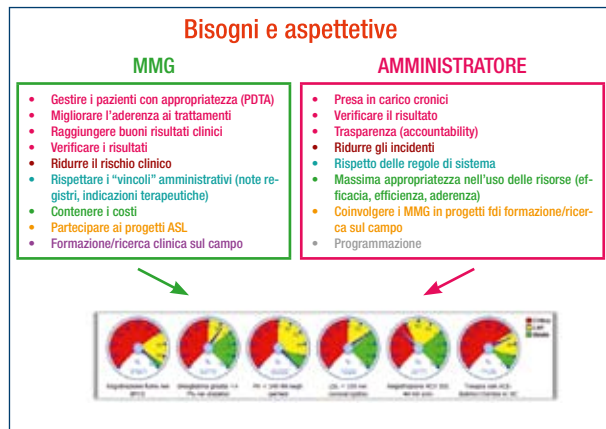 Bisogni e aspettetive
MMG
• Gestire i pazienti con appropriatezza (PDTA)
• Migliorare l'aderenza ai trattamenti
• Raggiungere buoni risultati clinici
• Verificare i risultati
• Ridurre il rischio clinico
• Rispettare i “vincoli” amministrativi (note re-
gistri, indicazioni terapeutiche)
• Contenere i costi
• Partecipare ai progetti ASL
• Formazione/ricerca clinica sul campo
AMMINISTRATORE
• Presa in carico cronici
• Verificare il risultato
• Trasparenza (accountability)
• Ridurre gli incidenti
• Rispetto delle regole di sistema
• Massima appropriatezza nell'uso delle risorse (ef-
ficacia, efficienza, aderenza)
• Coinvolgere i MMG in progetti fdi formazione/ricer-
ca sul campo
• Programmazione